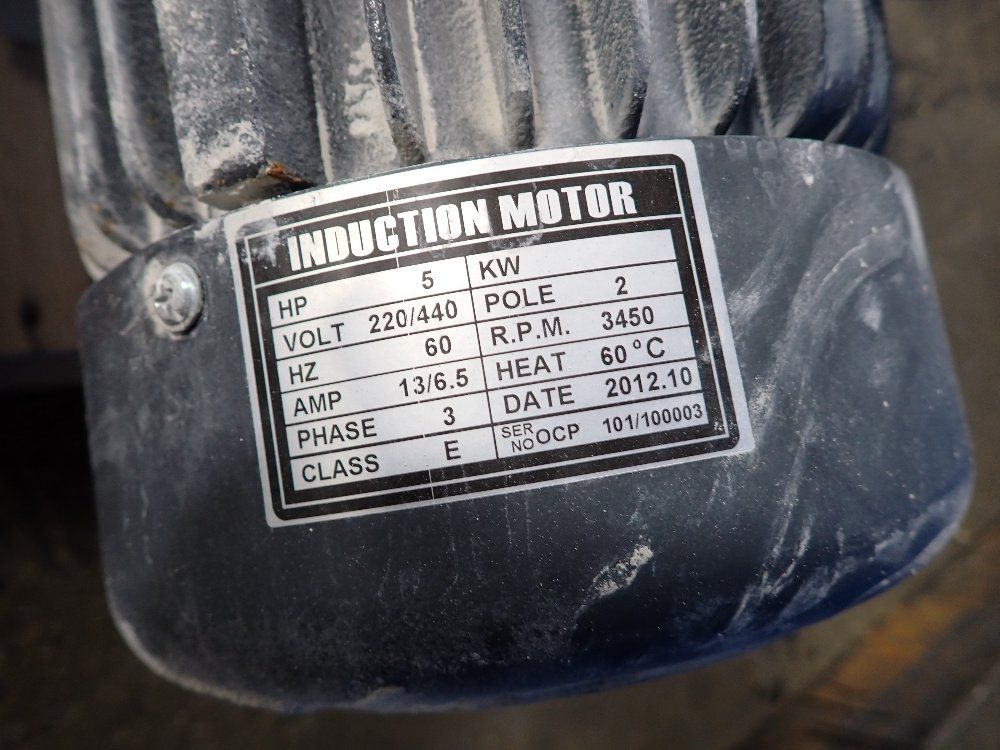 INDUCTION MOTOR
HP 5 KW
VOLT 220/440 POLE 2
HZ 60 R.P.M. 3450
AMP 13/6.5 HEAT 60°C
PHASE 3 DATE 2012.10
CLASS E SER NO OCP 101/100003